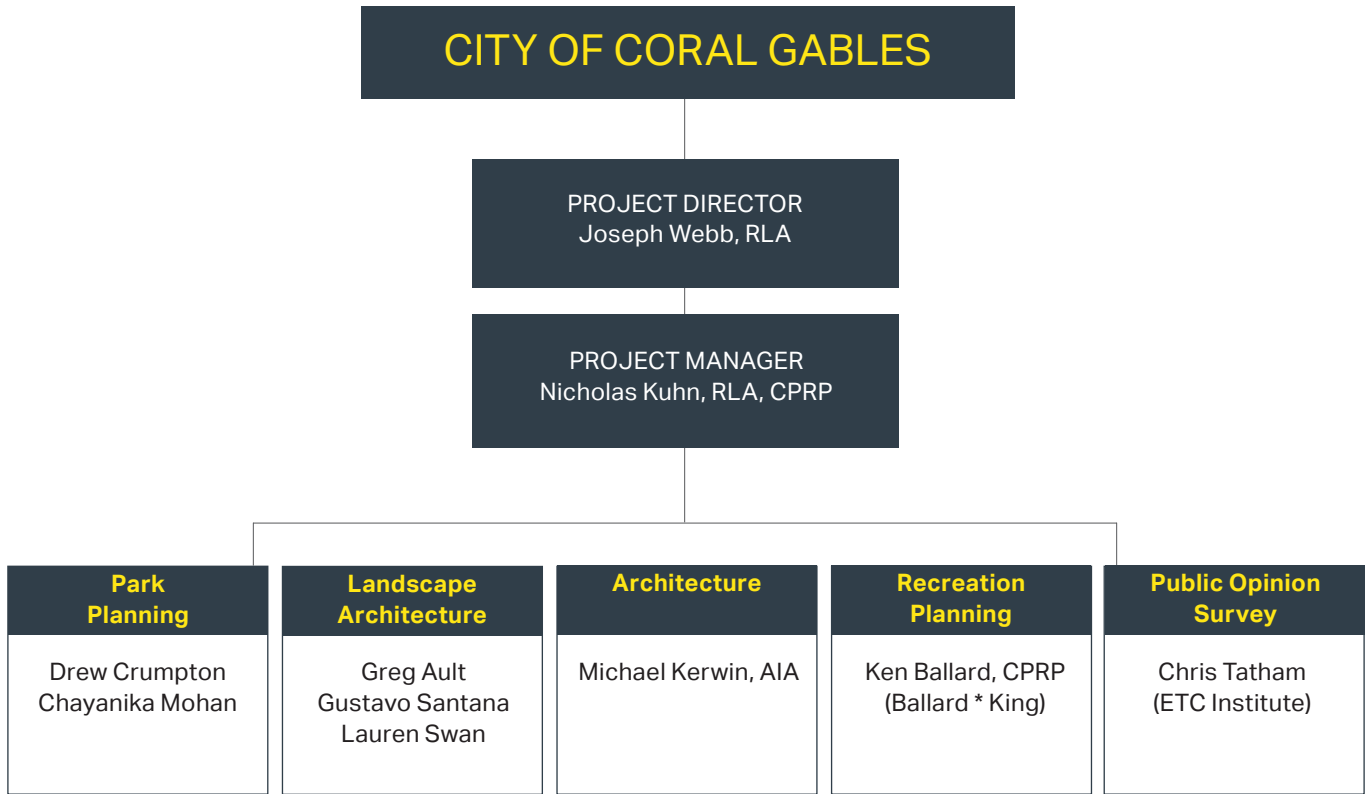 CITY OF CORAL GABLES
PROJECT DIRECTOR
Joseph Webb, RLA
PROJECT MANAGER
Nicholas Kuhn, RLA, CPRP
Park
Planning
Drew Crumpton
Chayanika Mohan
Landscape
Architecture
Greg Ault
Gustavo Santana
Lauren Swan
Architecture
Michael Kerwin, AIA
Recreation
Planning
Ken Ballard, CPRP
(Ballard * King)
Public Opinion
Survey
Chris Tatham
(ETC Institute)